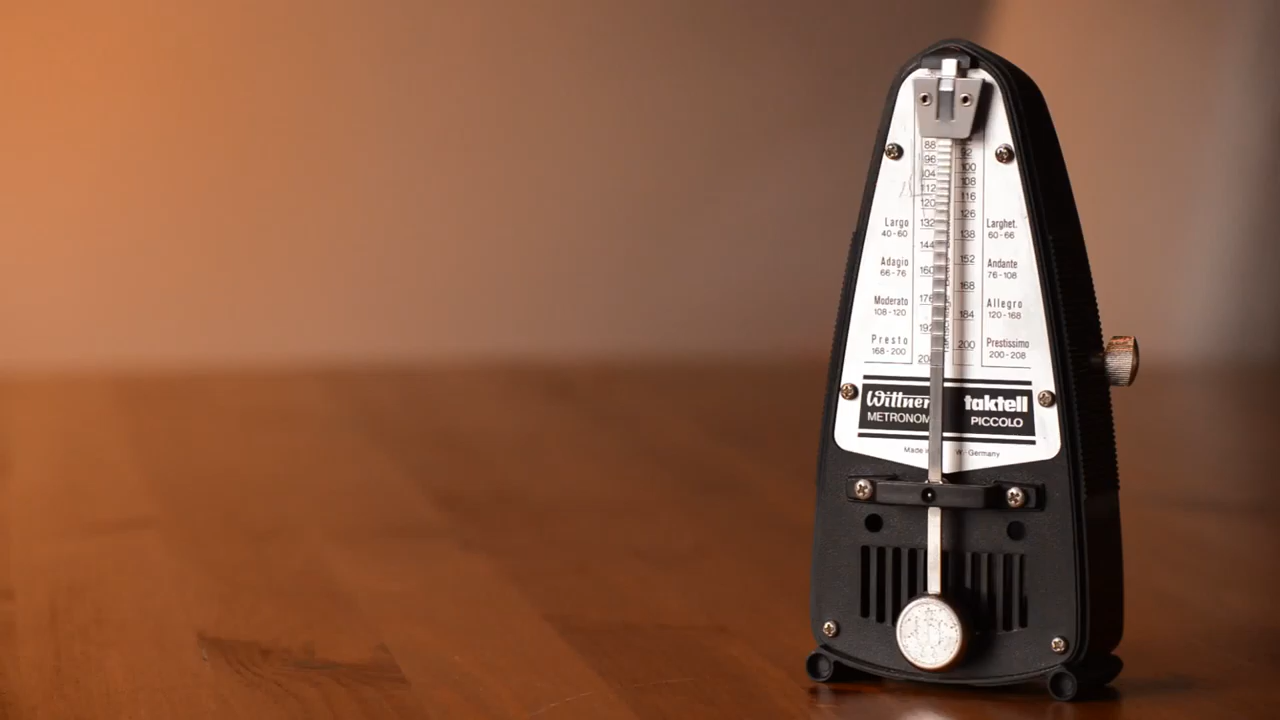 88 92
96 100
104 108
112 116
120 126
132 138
144 152
160 168
176 184
192 200
Largo
40-60
Adagio
66-76
Moderato
108-120
Presto
168-200
Larghet.
60-66
Andante
76-108
Allegro
120-168
Prestissimo
200-208
Wittner taktell
METRONOM PICCOLO
Made W.-Germany